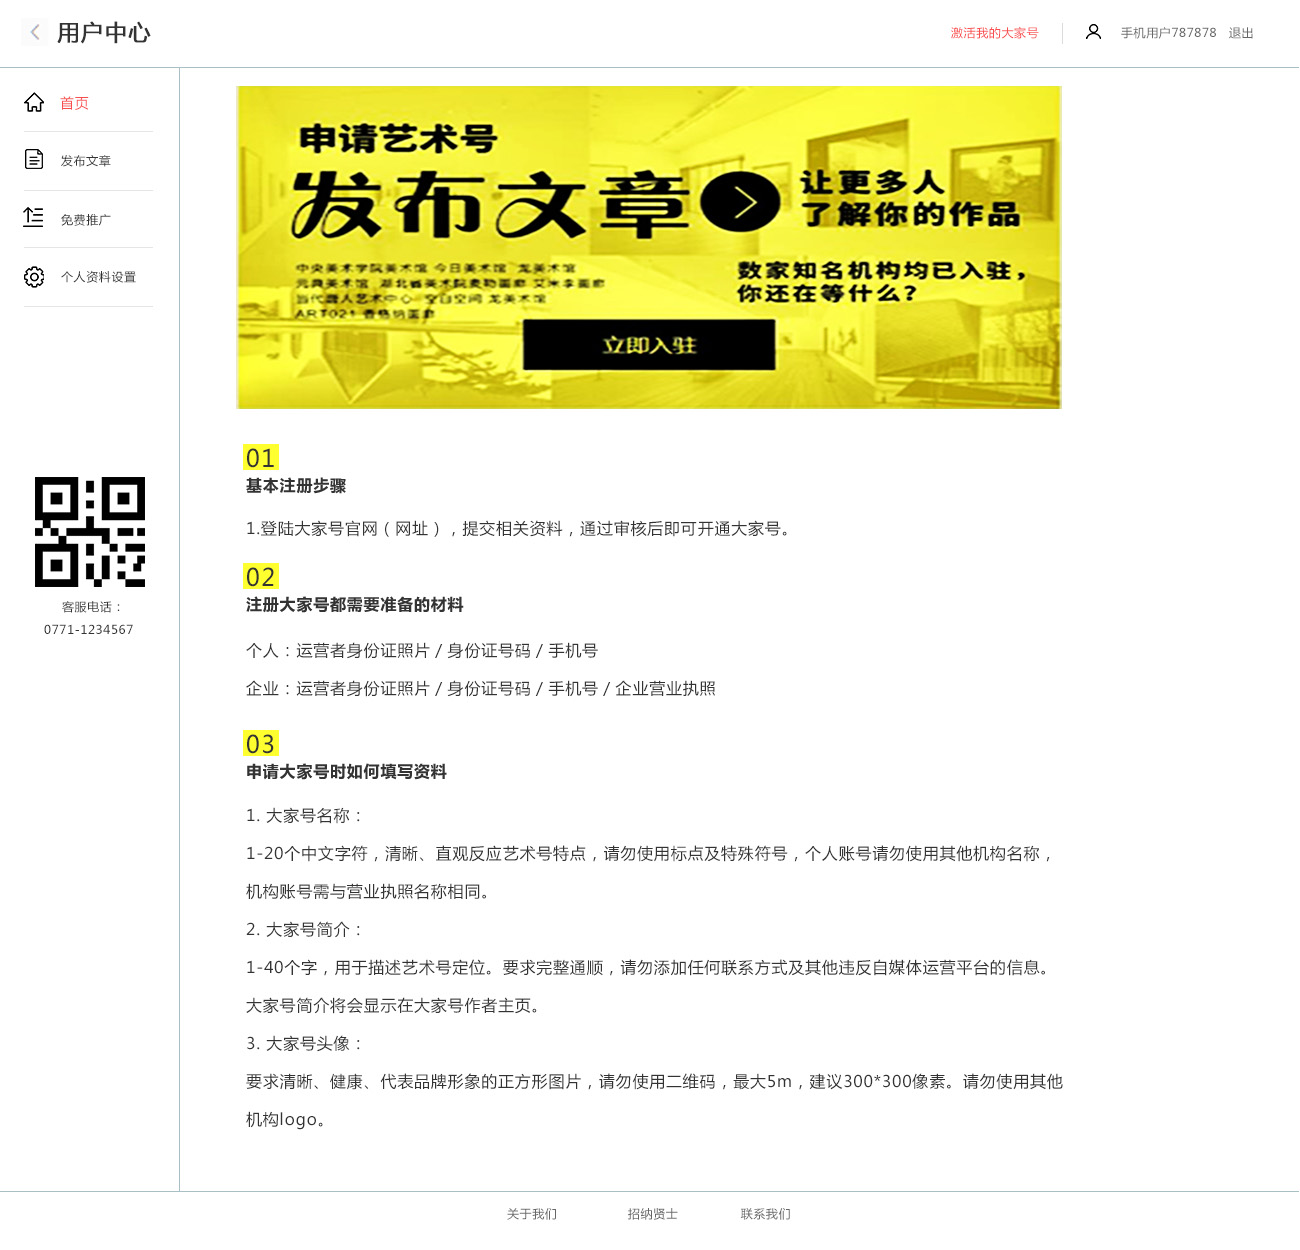 用户中心
激活我的大家号
手机用户787878 退出
首页
发布文章
免费推广
个人资料设置
客服电话：
0771-1234567
申请艺术号
发布文章
让更多人
了解你的作品
中央美术学院美术馆 今日美术馆 龙美术馆
元典美术馆 湖北省美术院麦勒画廊 艾米李画廊
当代唐人艺术中心 空白空间 龙美术馆
ART021 香格纳画廊
数家知名机构均已入驻，
你还在等什么？
立即入驻
01
基本注册步骤
1.登陆大家号官网（网址），提交相关资料，通过审核后即可开通大家号。
02
注册大家号都需要准备的材料
个人：运营者身份证照片 / 身份证号码 / 手机号
企业：运营者身份证照片 / 身份证号码 / 手机号 / 企业营业执照
03
申请大家号时如何填写资料
1. 大家号名称：
1-20个中文字符，清晰、直观反应艺术号特点，请勿使用标点及特殊符号，个人账号请勿使用其他机构名称，
机构账号需与营业执照名称相同。
2. 大家号简介：
1-40个字，用于描述艺术号定位。要求完整通顺，请勿添加任何联系方式及其他违反自媒体运营平台的信息。
大家号简介将会显示在大家号作者主页。
3. 大家号头像：
要求清晰、健康、代表品牌形象的正方形图片，请勿使用二维码，最大5m，建议300*300像素。请勿使用其他
机构logo。
关于我们
招纳贤士
联系我们